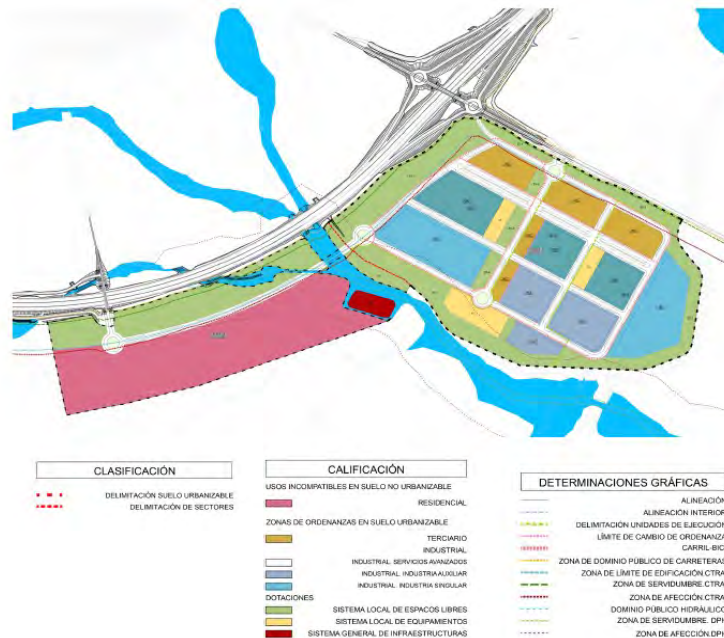 CLASIFICACIÓN
DELIMITACIÓN SUELO URBANIZABLE
DELIMITACIÓN DE SECTORES
CALIFICACIÓN
USOS INCOMPATIBLES EN SUELO NO URBANIZABLE
RESIDENCIAL
ZONAS DE ORDENANZAS EN SUELO URBANIZABLE
TERCIARIO
INDUSTRIAL
INDUSTRIAL. SERVICIOS AVANZADOS
INDUSTRIAL. INDUSTRIA AUXILIAR
INDUSTRIAL. INDUSTRIA SINGULAR
DOTACIONES
SISTEMA LOCAL DE ESPACOS LIBRES
SISTEMA LOCAL DE EQUIPAMIENTOS
SISTEMA GENERAL DE INFRAESTRUCTURAS
DETERMINACIONES GRÁFICAS
ALINEACIÓN
ALINEACIÓN INTERIOR
DELIMITACIÓN UNIDADES DE EJECUCIÓN
LÍMITE DE CAMBIO DE ORDENANZA
CARRIL-BICI
ZONA DE DOMINIO PÚBLICO DE CARRETERAS
ZONA DE LÍMITE DE EDIFICACIÓN.CTRA
ZONA DE SERVIDUMBRE.CTRA
ZONA DE AFECCIÓN.CTRA
DOMINIO PÚBLICO HIDRÁULICO
ZONA DE SERVIDUMBRE. DPH
ZONA DE AFECCIÓN.